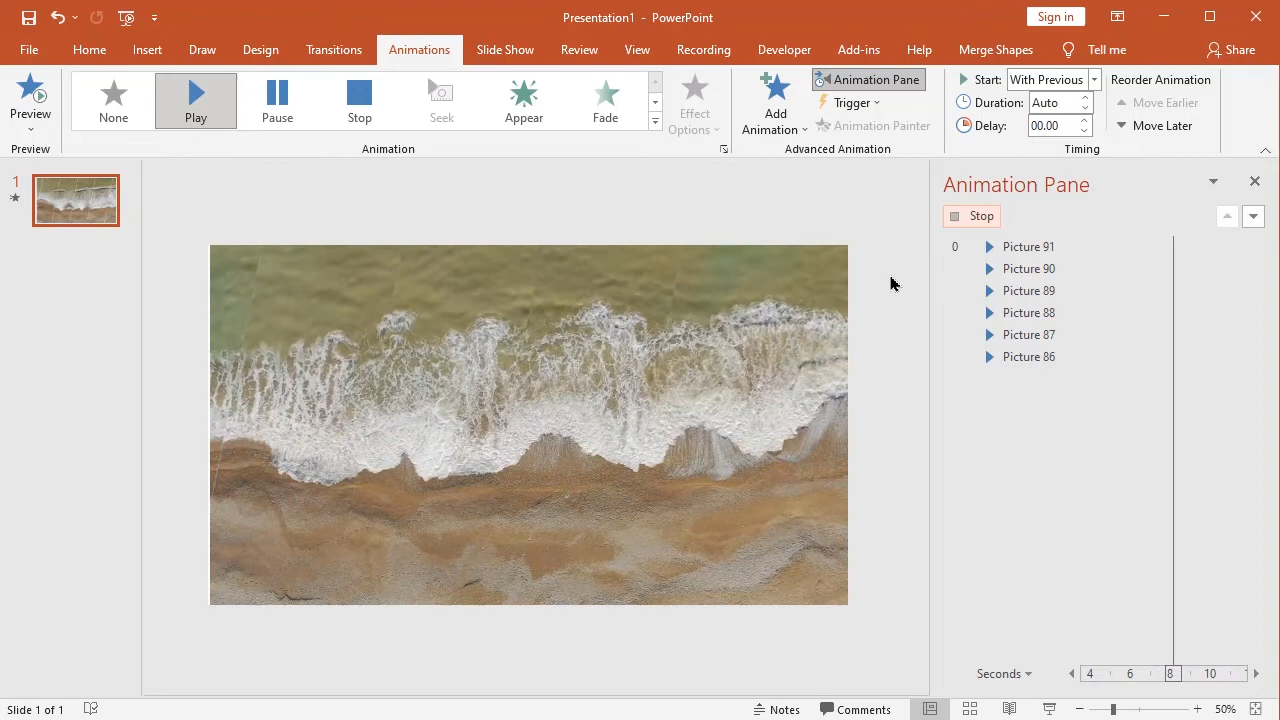 Presentation1 - PowerPoint
Sign in
File Home Insert Draw Design Transitions Animations Slide Show Review View Recording Developer Add-ins Help Merge Shapes Tell me Share
Preview
Preview
None Play Pause Stop Seek Appear Fade
Animation
Effect
Options
Add
Animation
Animation Pane
Trigger
Animation Painter
Advanced Animation
Start: With Previous
Duration: Auto
Delay: 00.00
Timing
Reorder Animation
Move Earlier
Move Later
1
Animation Pane
Stop
0 Picture 91
Picture 90
Picture 89
Picture 88
Picture 87
Picture 86
Seconds 4 6 8 10
Slide 1 of 1
Notes Comments 50%